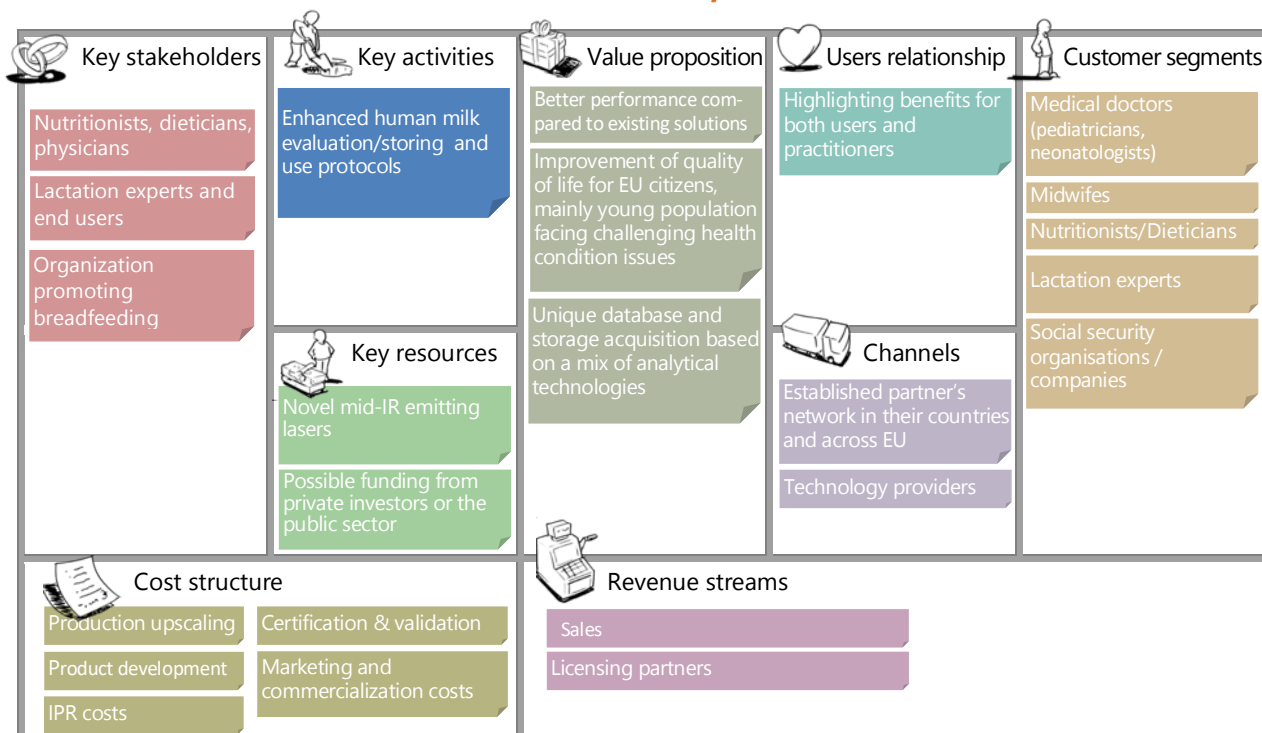 Key stakeholders
Nutritionists, dieticians,
physicians
Lactation experts and
end users
Organization
promoting
breadfeeding
Key activities
Enhanced human milk
evaluation/storing and
use protocols
Key resources
Novel mid-IR emitting
lasers
Possible funding from
private investors or the
public sector
Value proposition
Better performance com-
pared to existing solutions
Improvement of quality
of life for EU citizens,
mainly young population
facing challenging health
condition issues
Unique database and
storage acquisition based
on a mix of analytical
technologies
Users relationship
Highlighting benefits for
both users and
practitioners
Channels
Established partner's
network in their countries
and across EU
Technology providers
Customer segments
Medical doctors
(pediatricians,
neonatologists)
Midwifes
Nutritionists/Dieticians
Lactation experts
Social security
organisations /
companies
Cost structure
Production upscaling
Product development
IPR costs
Certification & validation
Marketing and
commercialization costs
Revenue streams
Sales
Licensing partners